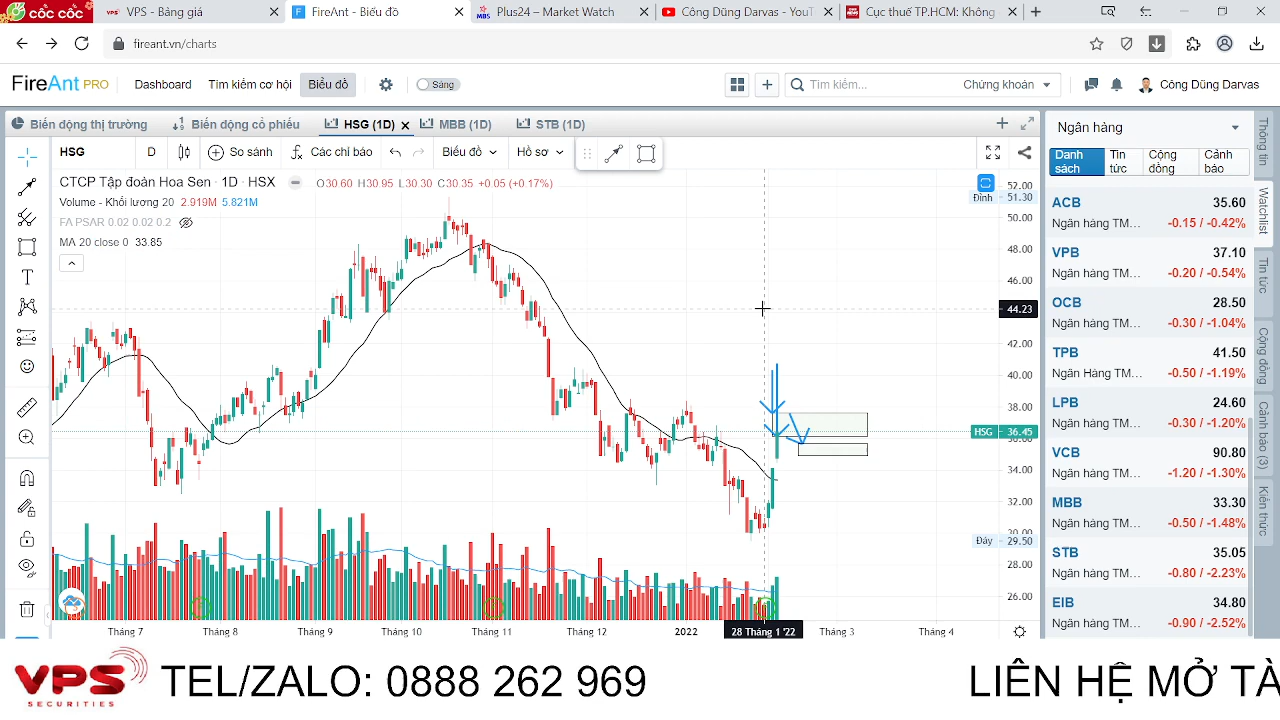 cốc cốc
VPS - Bảng giá
FireAnt - Biểu đồ
MBS Plus24 – Market Watch
Công Dũng Darvas - YouT
Cục thuế TP.HCM: Không
fireant.vn/charts
FireAnt PRO
Dashboard
Tìm kiếm cơ hội
Biểu đồ
Sáng
Tìm kiếm...
Chứng khoán
Công Dũng Darvas
Biến động thị trường
Biến động cổ phiếu
HSG (1D)
MBB (1D)
STB (1D)
HSG
D
So sánh
Các chỉ báo
Biểu đồ
Hồ sơ
CTCP Tập đoàn Hoa Sen · 1D · HSX
O30.60 H30.95 L30.30 C30.35 +0.05 (+0.17%)
Volume - Khối lượng 20 2.919M 5.821M
FA PSAR 0.02 0.02 0.2
MA 20 close 0 33.85
52.00
Đỉnh 51.30
50.00
48.00
46.00
44.23
42.00
40.00
38.00
HSG 36.45
36.00
34.00
32.00
30.00
Đáy 29.50
28.00
26.00
Tháng 7
Tháng 8
Tháng 9
Tháng 10
Tháng 11
Tháng 12
2022
28 Tháng 1 '22
Tháng 3
Tháng 4
Ngân hàng
Danh sách
Tin tức
Cộng đồng
Cảnh báo
ACB 35.60
Ngân hàng TM... -0.15 / -0.42%
VPB 37.10
Ngân hàng TM... -0.20 / -0.54%
OCB 28.50
Ngân hàng TM... -0.30 / -1.04%
TPB 41.50
Ngân Hàng TM... -0.50 / -1.19%
LPB 24.60
Ngân hàng TM... -0.30 / -1.20%
VCB 90.80
Ngân hàng TM... -1.20 / -1.30%
MBB 33.30
Ngân hàng TM... -0.50 / -1.48%
STB 35.05
Ngân hàng TM... -0.80 / -2.23%
EIB 34.80
Ngân hàng TM... -0.90 / -2.52%
Thông tin
Watchlist
Tin tức
Cộng đồng
Cảnh báo (3)
Kiến thức
VPS
SECURITIES
TEL/ZALO: 0888 262 969
LIÊN HỆ MỞ TÀ